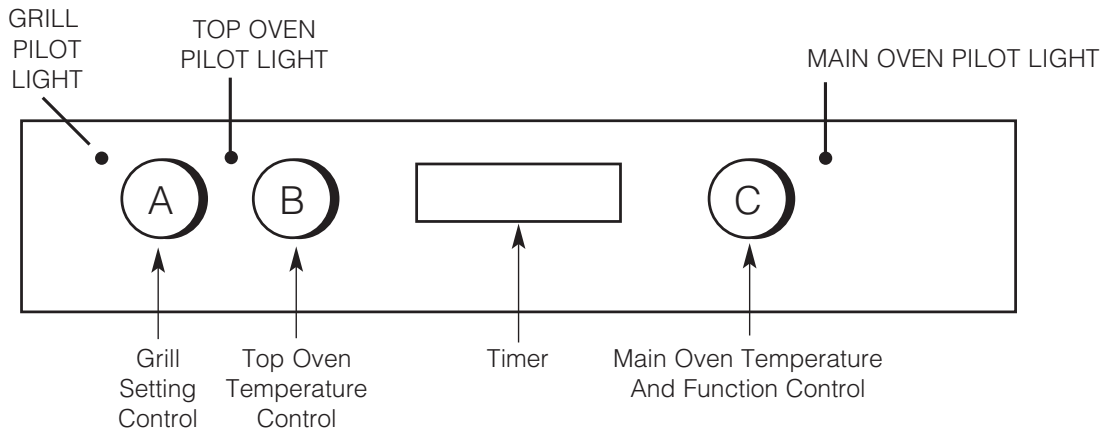 GRILL
PILOT
LIGHT
TOP OVEN
PILOT LIGHT
MAIN OVEN PILOT LIGHT
A
B
C
Grill
Setting
Control
Top Oven
Temperature
Control
Timer
Main Oven Temperature
And Function Control